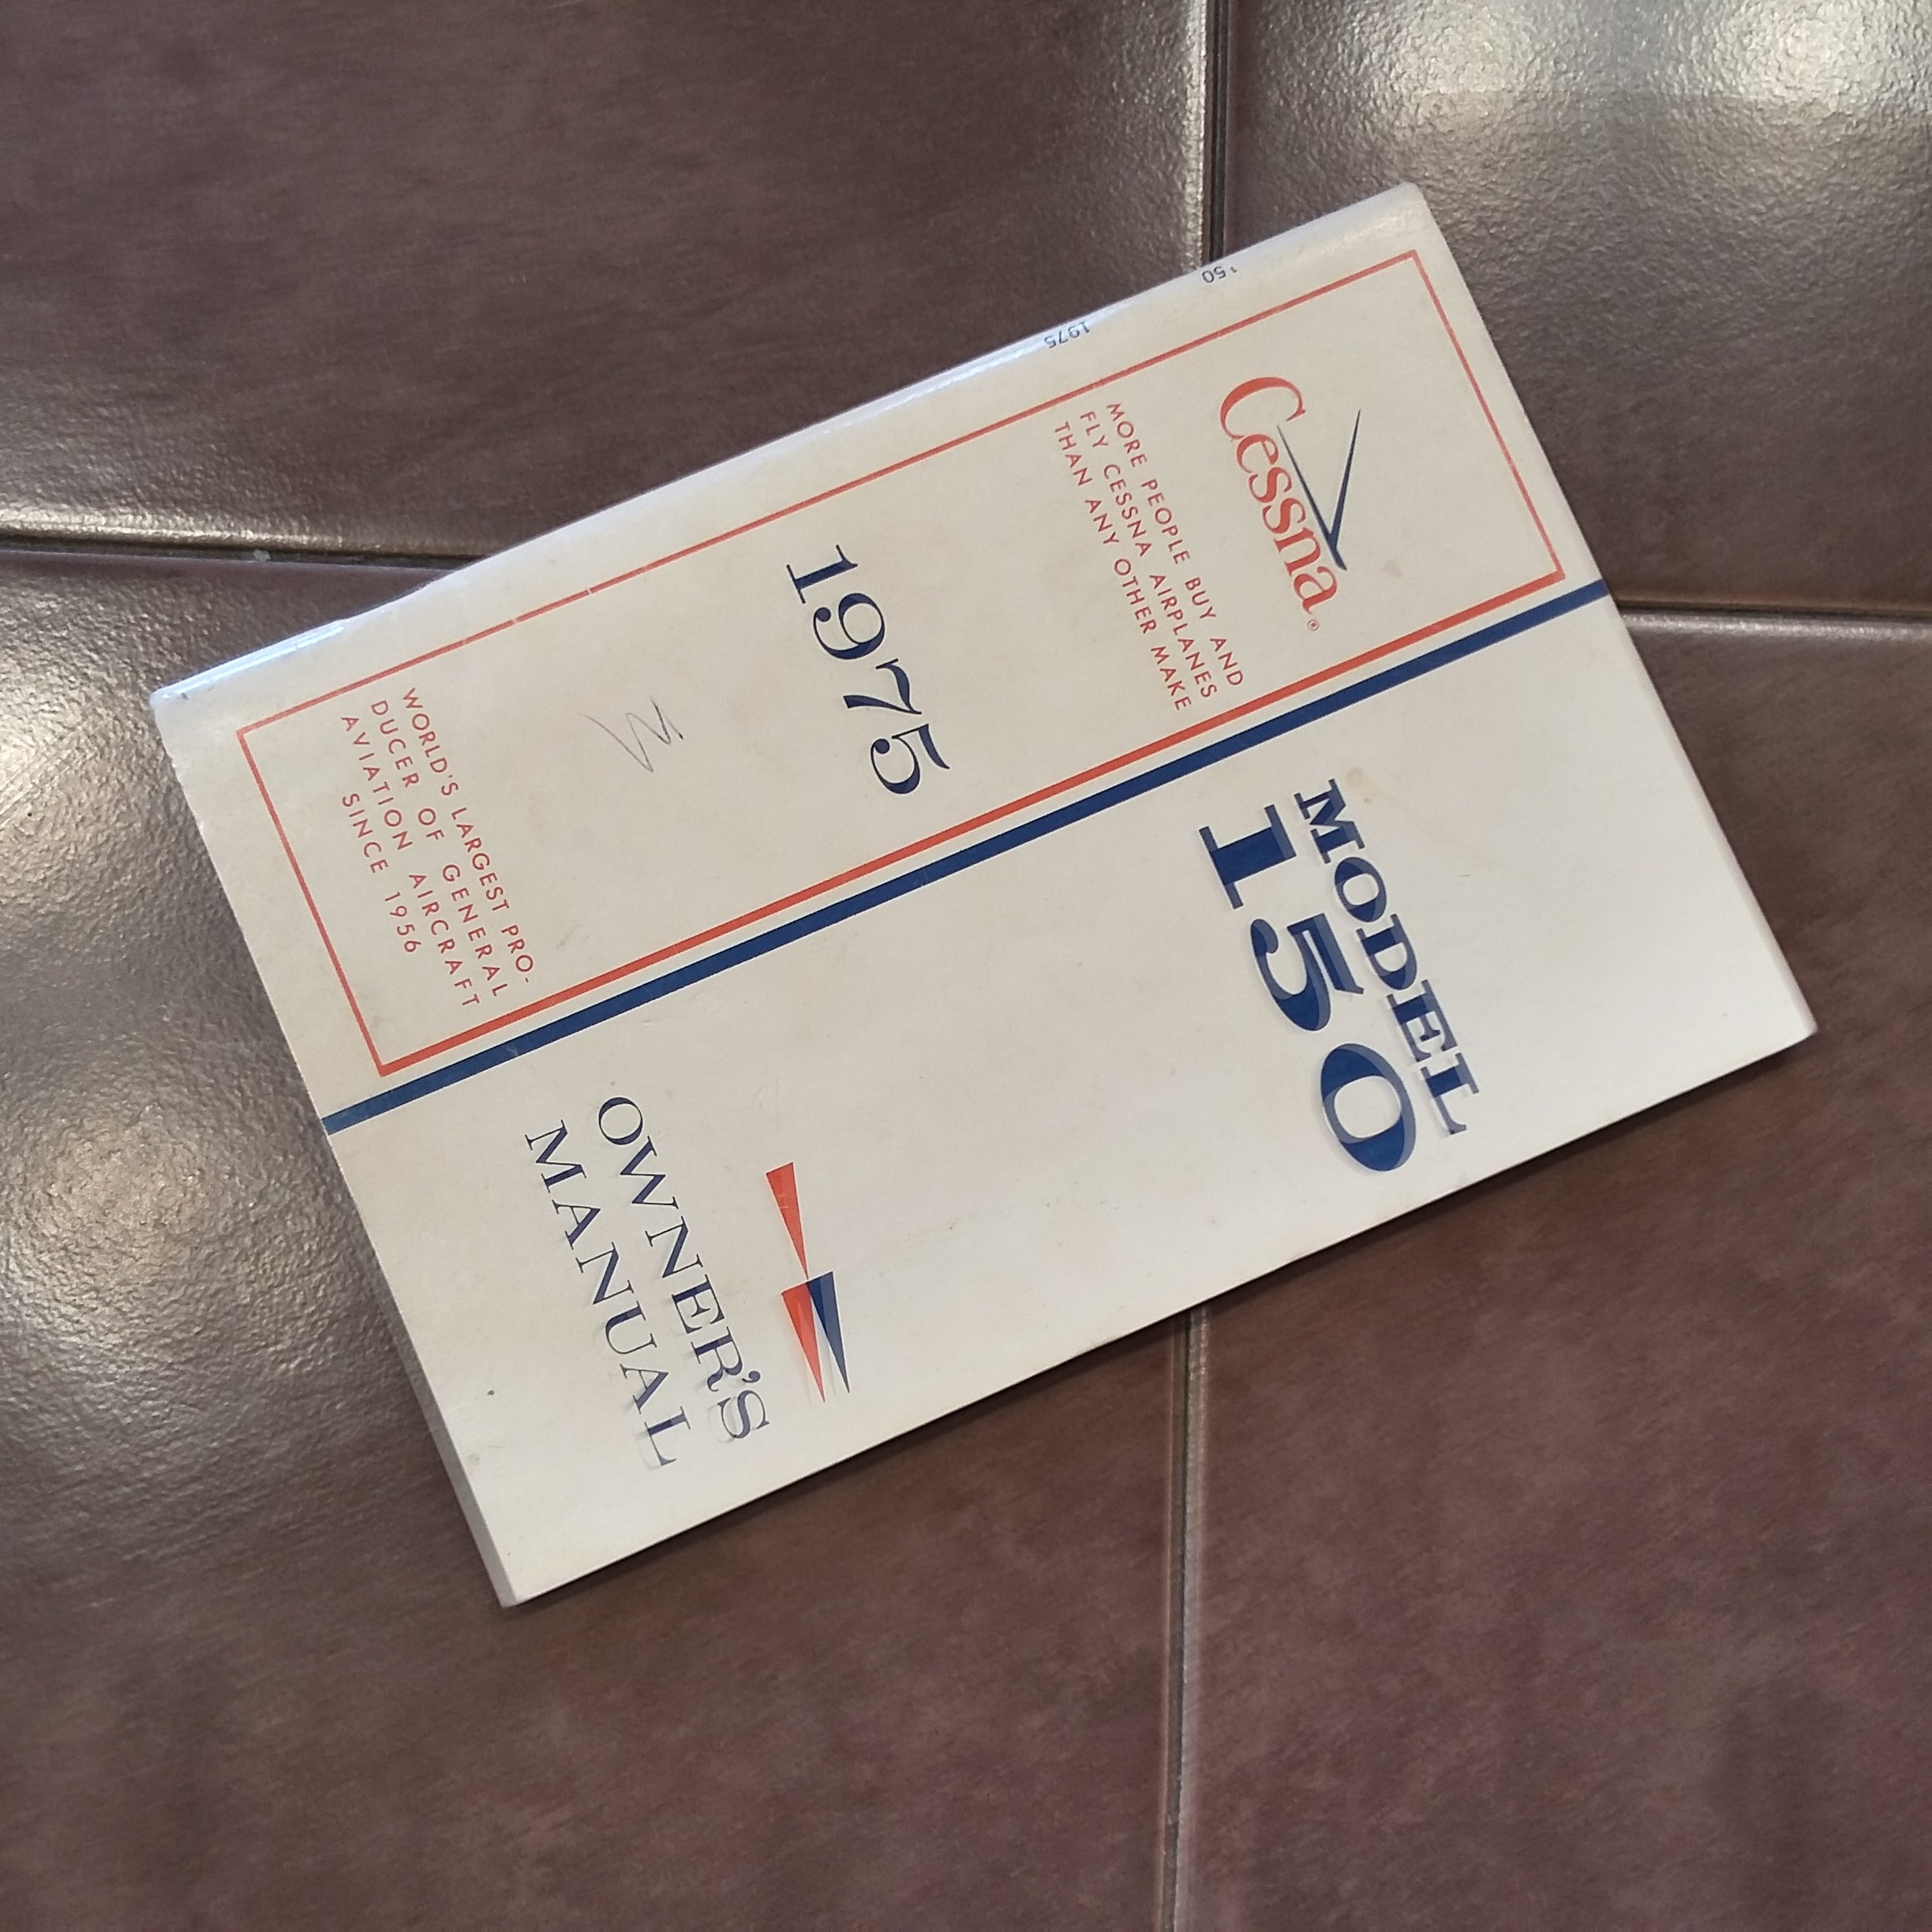 Cessna®
MORE PEOPLE BUY AND
FLY CESSNA AIRPLANES
THAN ANY OTHER MAKE
1975
WORLD'S LARGEST PRO-
DUCER OF GENERAL
AVIATION AIRCRAFT
SINCE 1956
MODEL
150
OWNER'S
MANUAL
1975